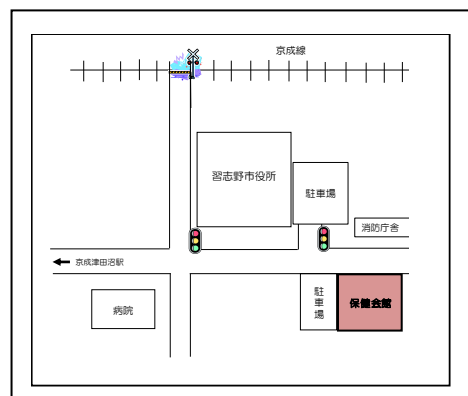 京成線
習志野市役所
駐車場
消防庁舎
京成津田沼駅
病院
駐車場
保健会館